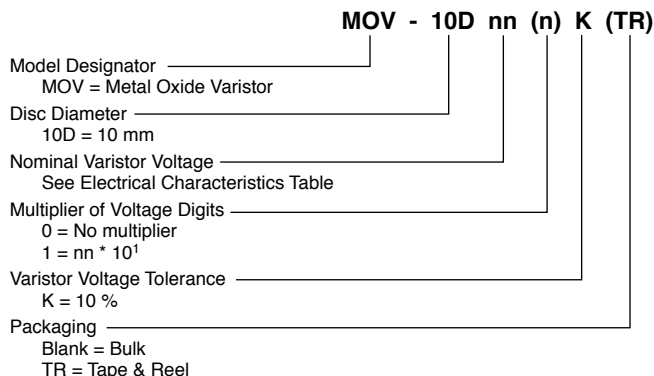 MOV - 10D nn (n) K (TR)
Model Designator
MOV = Metal Oxide Varistor
Disc Diameter
10D = 10 mm
Nominal Varistor Voltage
See Electrical Characteristics Table
Multiplier of Voltage Digits
0 = No multiplier
1 = nn * 10¹
Varistor Voltage Tolerance
K = 10 %
Packaging
Blank = Bulk
TR = Tape & Reel